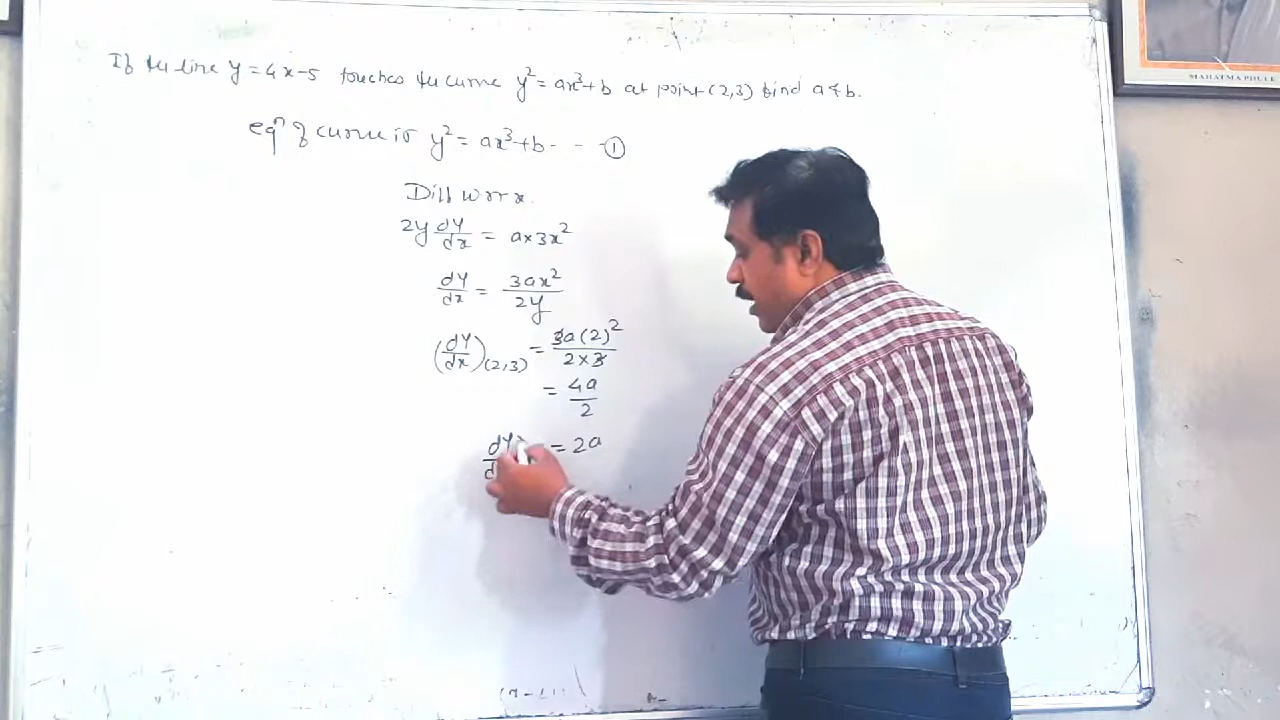 If the line y = 4x-5 touches the curve y² = ax³+b at point (2,3) find a & b.
eqⁿ of curve is y² = ax³+b - - - ①
Diff w r x.
2y dy/dx = a×3x²
dy/dx = 3ax²/2y
(dy/dx)(2,3) = 3a(2)²/2×3
= 4a/2
= 2a
MAHATMA PHULE